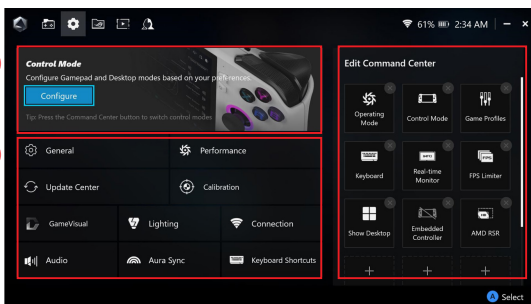 61% 2:34 AM
Control Mode
Configure Gamepad and Desktop modes based on your preferences.
Configure
Tip: Press the Command Center button to switch control modes
General
Performance
Update Center
Calibration
GameVisual
Lighting
Connection
Audio
Aura Sync
Keyboard Shortcuts
Edit Command Center
Operating
Mode
Control Mode
Game Profiles
Keyboard
Real-time
Monitor
FPS
FPS Limiter
Show Desktop
Embedded
Controller
AMD RSR
A Select